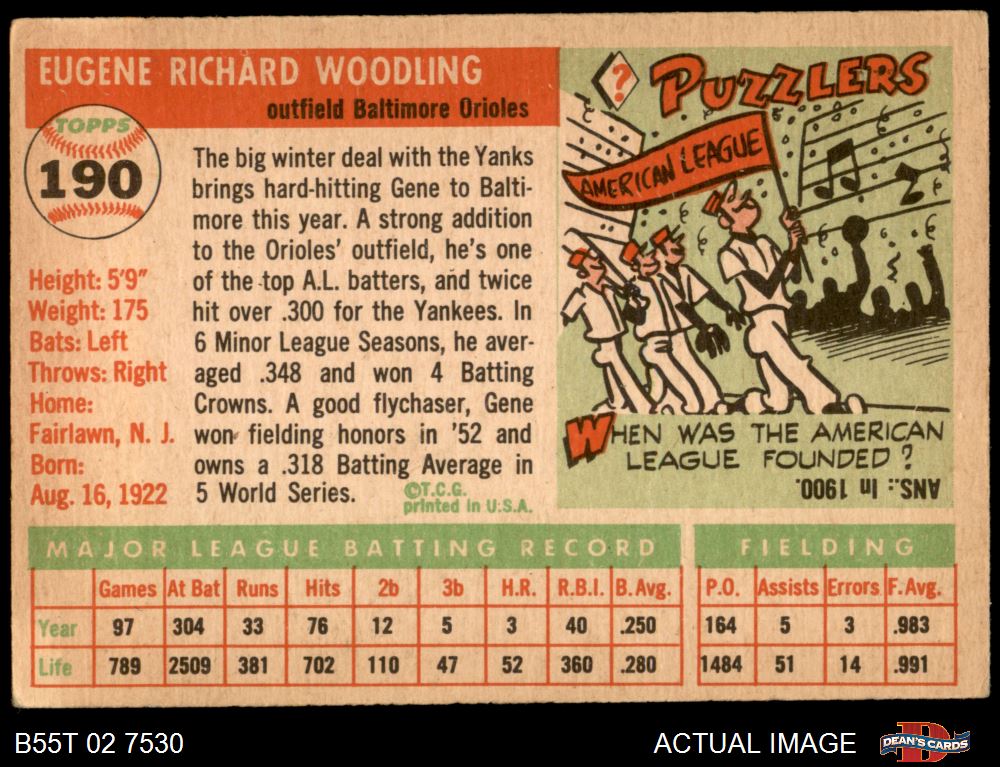 EUGENE RICHARD WOODLING
outfield Baltimore Orioles
TOPPS
190
Height: 5'9"
Weight: 175
Bats: Left
Throws: Right
Home:
Fairlawn, N. J.
Born:
Aug. 16, 1922
The big winter deal with the Yanks
brings hard-hitting Gene to Balti-
more this year. A strong addition
to the Orioles' outfield, he's one
of the top A.L. batters, and twice
hit over .300 for the Yankees. In
6 Minor League Seasons, he aver-
aged .348 and won 4 Batting
Crowns. A good flychaser, Gene
won fielding honors in '52 and
owns a .318 Batting Average in
5 World Series.
©T.C.G.
printed in U.S.A.
? PUZZLERS
AMERICAN LEAGUE
WHEN WAS THE AMERICAN
LEAGUE FOUNDED?
ANS.: In 1900.
MAJOR LEAGUE BATTING RECORD FIELDING
Games At Bat Runs Hits 2b 3b H.R. R.B.I. B. Avg. P.O. Assists Errors F. Avg.
Year 97 304 33 76 12 5 3 40 .250 164 5 3 .983
Life 789 2509 381 702 110 47 52 360 .280 1484 51 14 .991
B55T 02 7530
ACTUAL IMAGE
D
DEAN'S CARDS